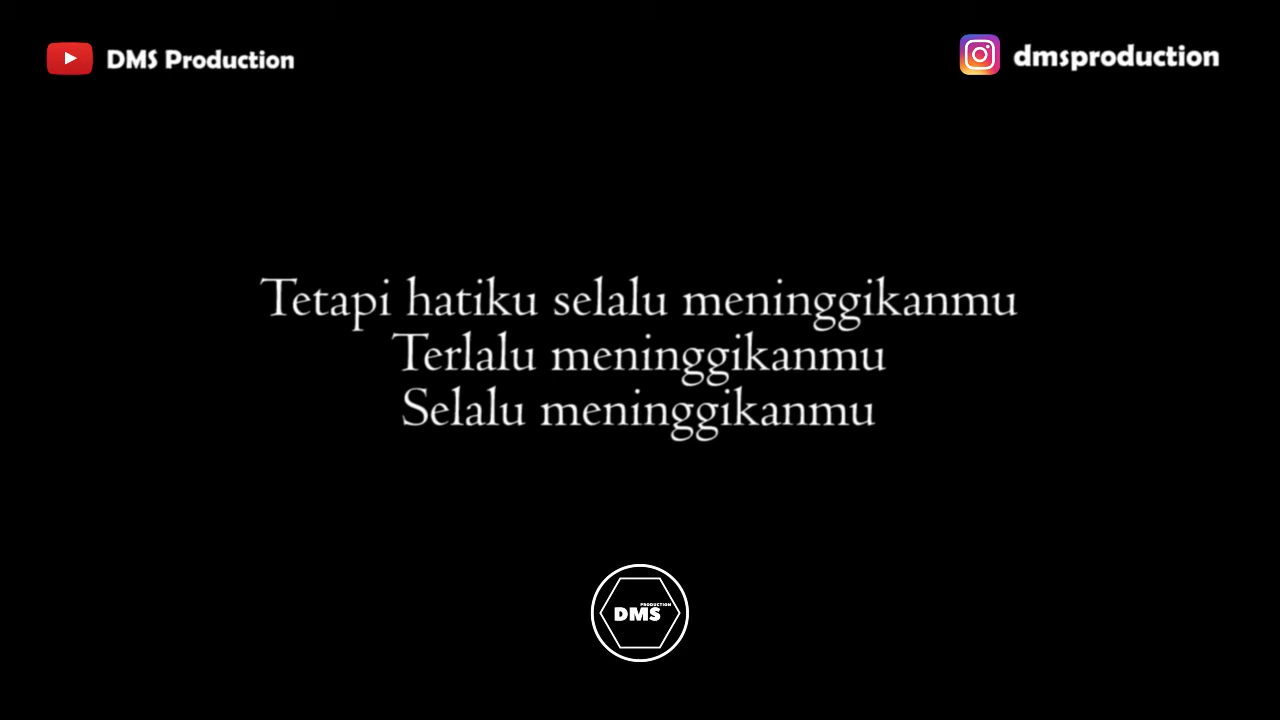 DMS Production
dmsproduction
Tetapi hatiku selalu meninggikanmu
Terlalu meninggikanmu
Selalu meninggikanmu
PRODUCTION
DMS